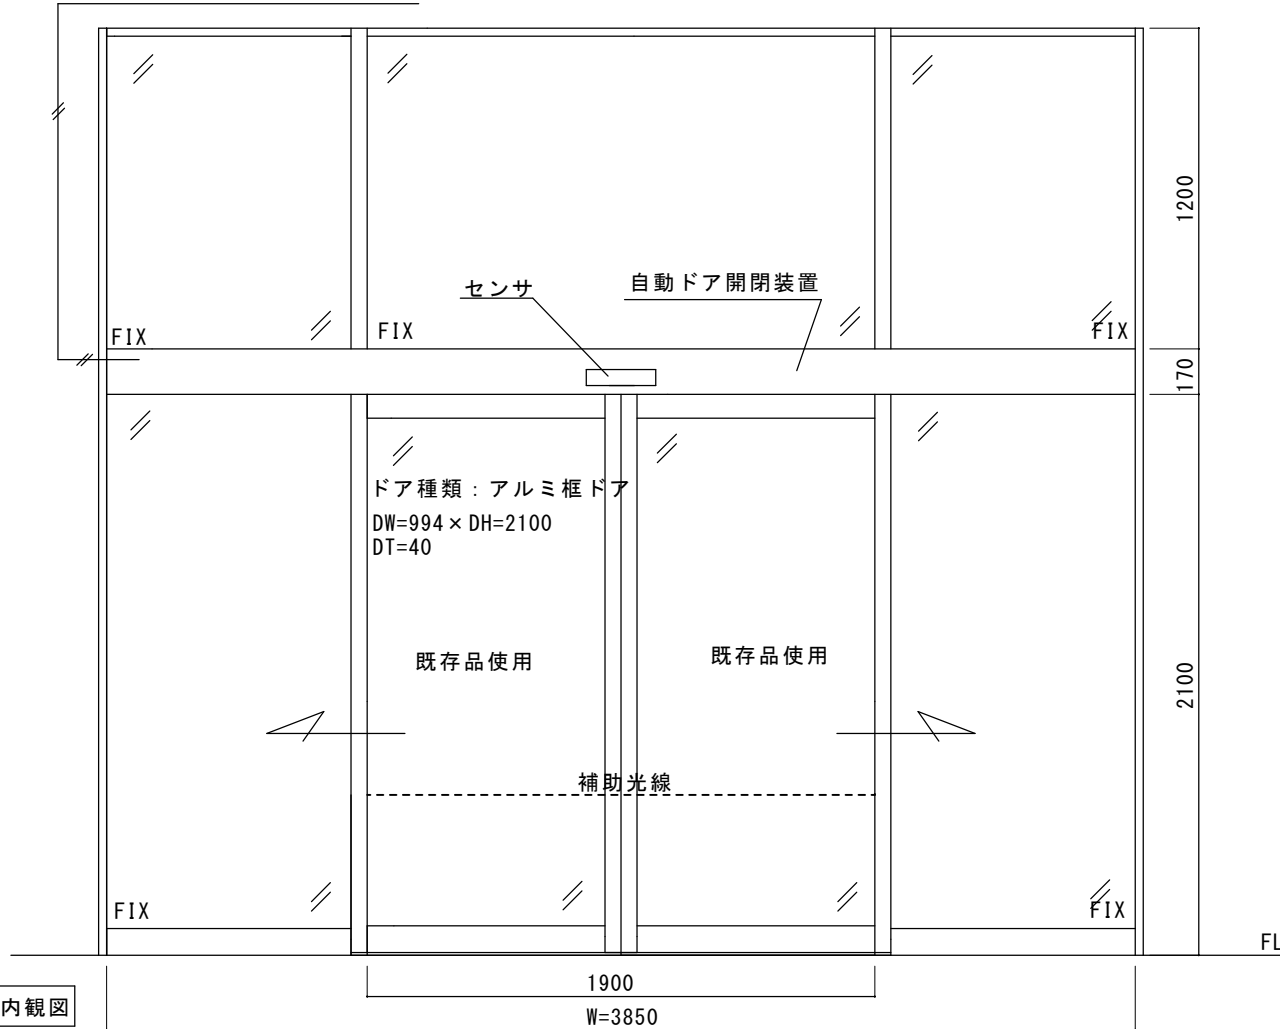 1200
センサ
自動ドア開閉装置
FIX
FIX
FIX
170
ドア種類：アルミ框ドア
DW=994×DH=2100
DT=40
既存品使用
既存品使用
2100
補助光線
FIX
FIX
FL
1900
内観図
W=3850